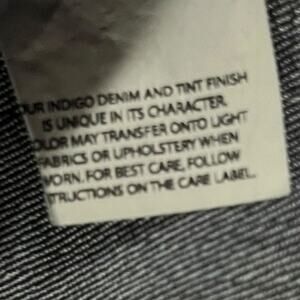 UR INDIGO DENIM AND TINT FINISH
IS UNIQUE IN ITS CHARACTER.
OLOR MAY TRANSFER ONTO LIGHT
FABRICS OR UPHOLSTERY WHEN
WORN. FOR BEST CARE, FOLLOW
TRUCTIONS ON THE CARE LABEL.